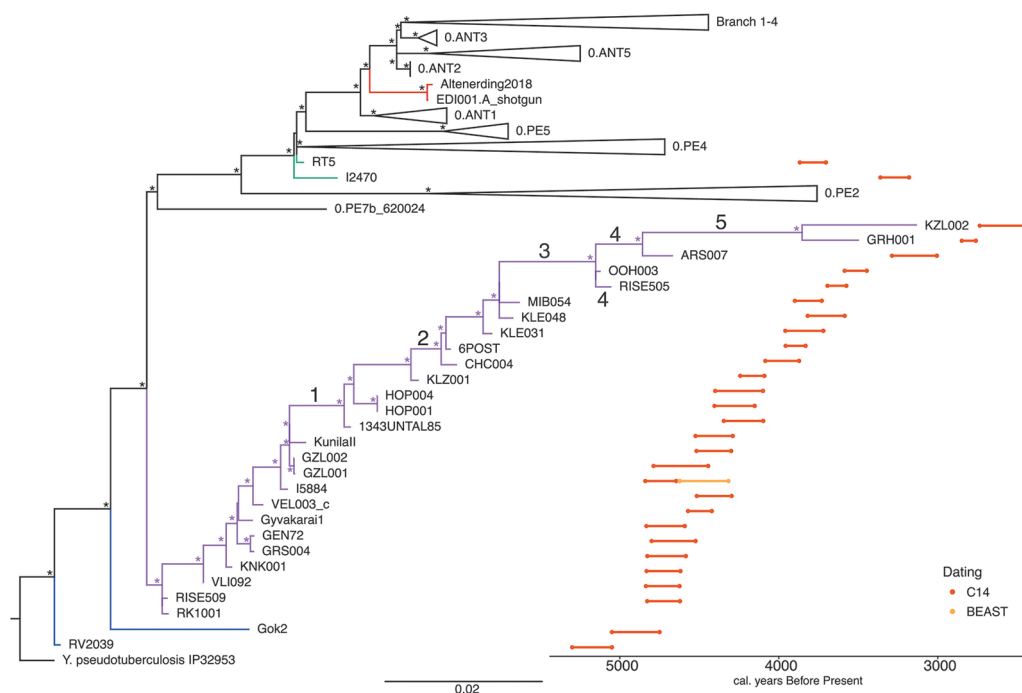 Branch 1-4
0.ANT3
0.ANT5
0.ANT2
Altenerding2018
EDI001.A_shotgun
0.ANT1
0.PE5
0.PE4
RT5
I2470
0.PE2
0.PE7b_620024
5
KZL002
4
GRH001
3
ARS007
OOH003
RISE505
4
MIB054
KLE048
KLE031
2
6POST
CHC004
KLZ001
1
HOP004
HOP001
1343UNTAL85
KunilaII
GZL002
GZL001
I5884
VEL003_c
Gyvakarai1
GEN72
GRS004
KNK001
VLI092
RISE509
RK1001
Gok2
RV2039
Y. pseudotuberculosis IP32953
Dating
C14
BEAST
5000 4000 3000
cal. years Before Present
0.02